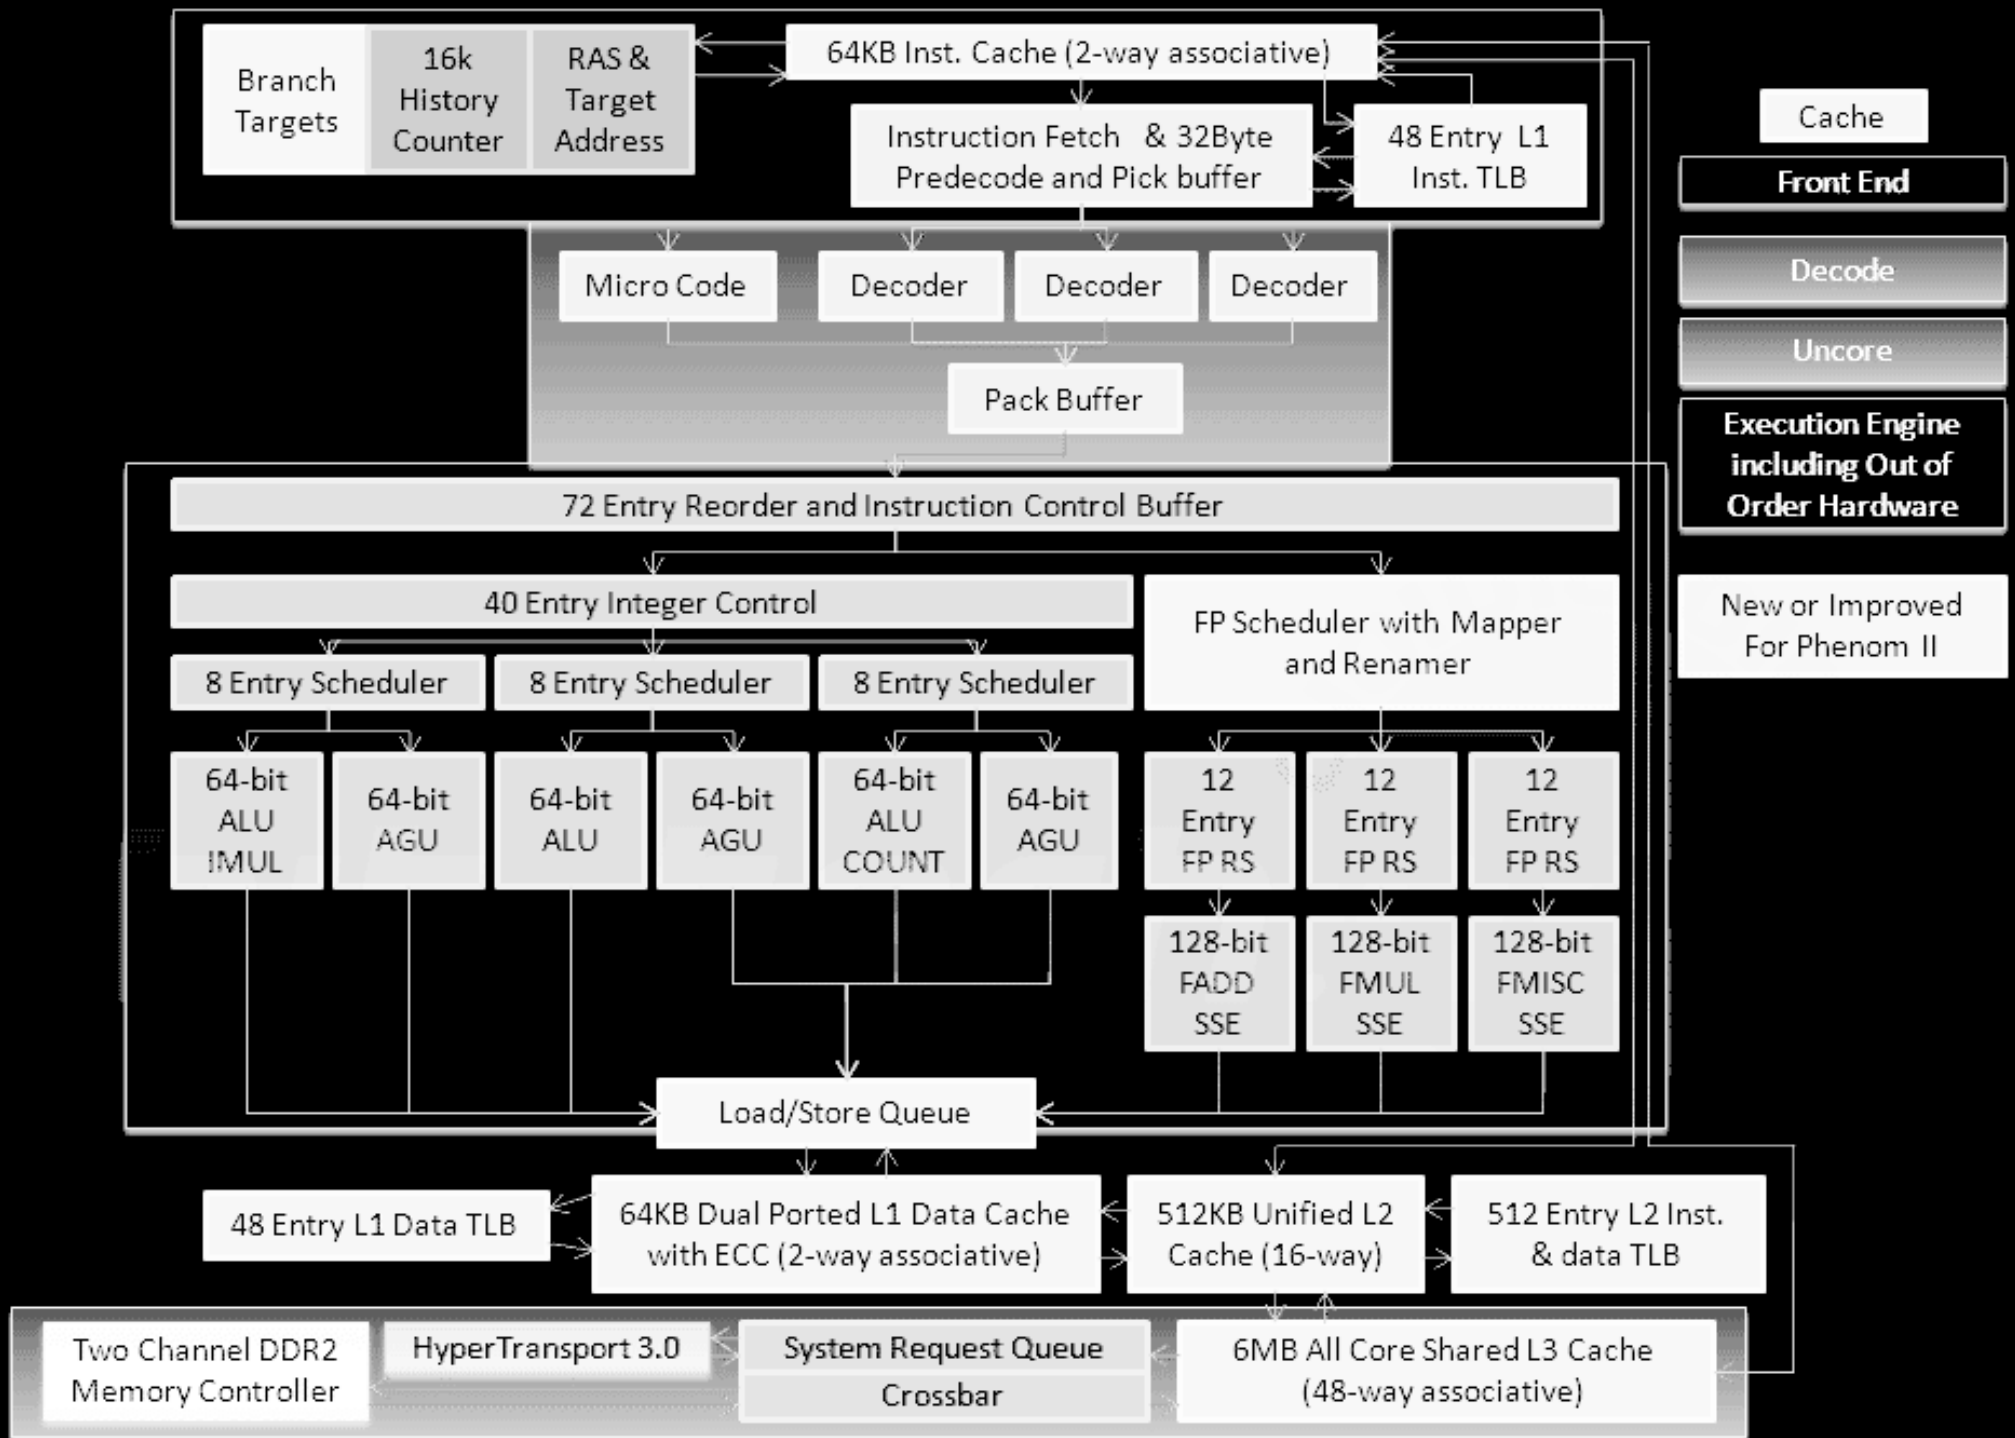 Branch
Targets
16k
History
Counter
RAS &
Target
Address
64KB Inst. Cache (2-way associative)
Instruction Fetch & 32Byte
Predecode and Pick buffer
48 Entry L1
Inst. TLB
Cache
Front End
Decode
Uncore
Execution Engine
including Out of
Order Hardware
New or Improved
For Phenom II
Micro Code
Decoder
Decoder
Decoder
Pack Buffer
72 Entry Reorder and Instruction Control Buffer
40 Entry Integer Control
FP Scheduler with Mapper
and Renamer
8 Entry Scheduler
8 Entry Scheduler
8 Entry Scheduler
64-bit
ALU
IMUL
64-bit
AGU
64-bit
ALU
64-bit
AGU
64-bit
ALU
COUNT
64-bit
AGU
12
Entry
FP RS
12
Entry
FP RS
12
Entry
FP RS
128-bit
FADD
SSE
128-bit
FMUL
SSE
128-bit
FMISC
SSE
Load/Store Queue
48 Entry L1 Data TLB
64KB Dual Ported L1 Data Cache
with ECC (2-way associative)
512KB Unified L2
Cache (16-way)
512 Entry L2 Inst.
& data TLB
Two Channel DDR2
Memory Controller
HyperTransport 3.0
System Request Queue
Crossbar
6MB All Core Shared L3 Cache
(48-way associative)